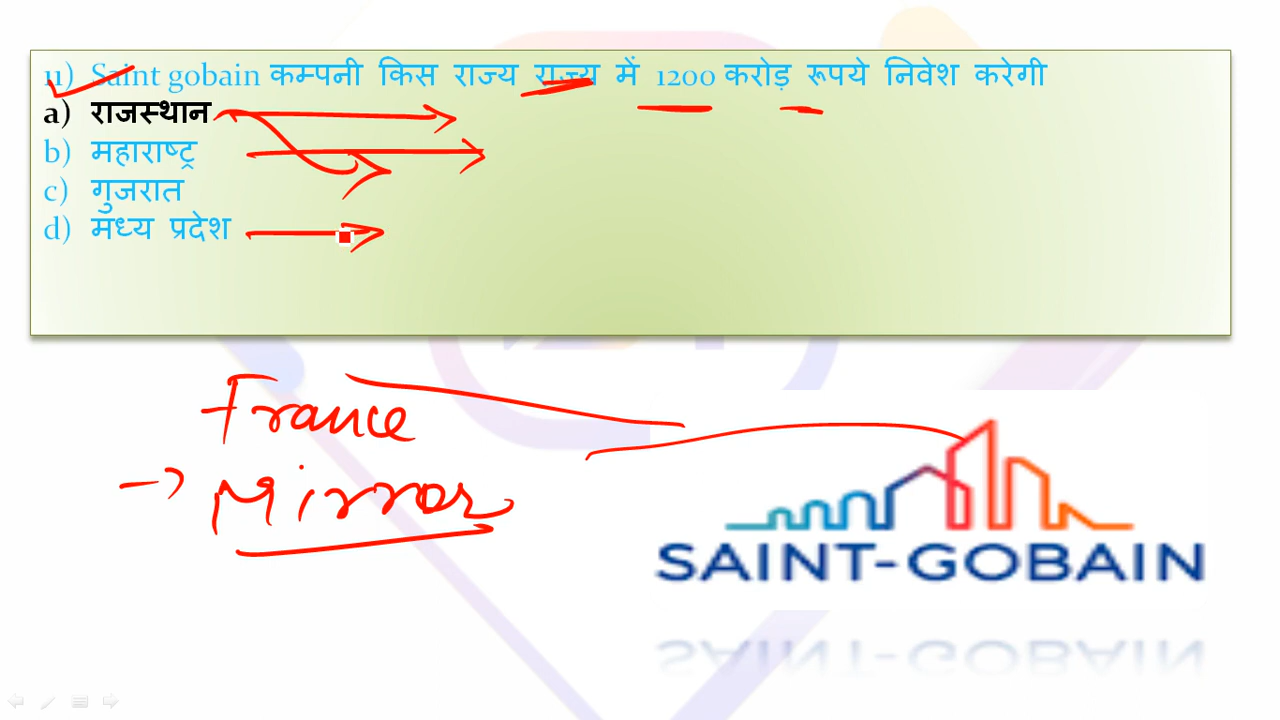 11) Saint gobain कम्पनी किस राज्य राज्य में 1200 करोड़ रूपये निवेश करेगी
a) राजस्थान
b) महाराष्ट्र
c) गुजरात
d) मध्य प्रदेश
France
→ Mirror
SAINT-GOBAIN